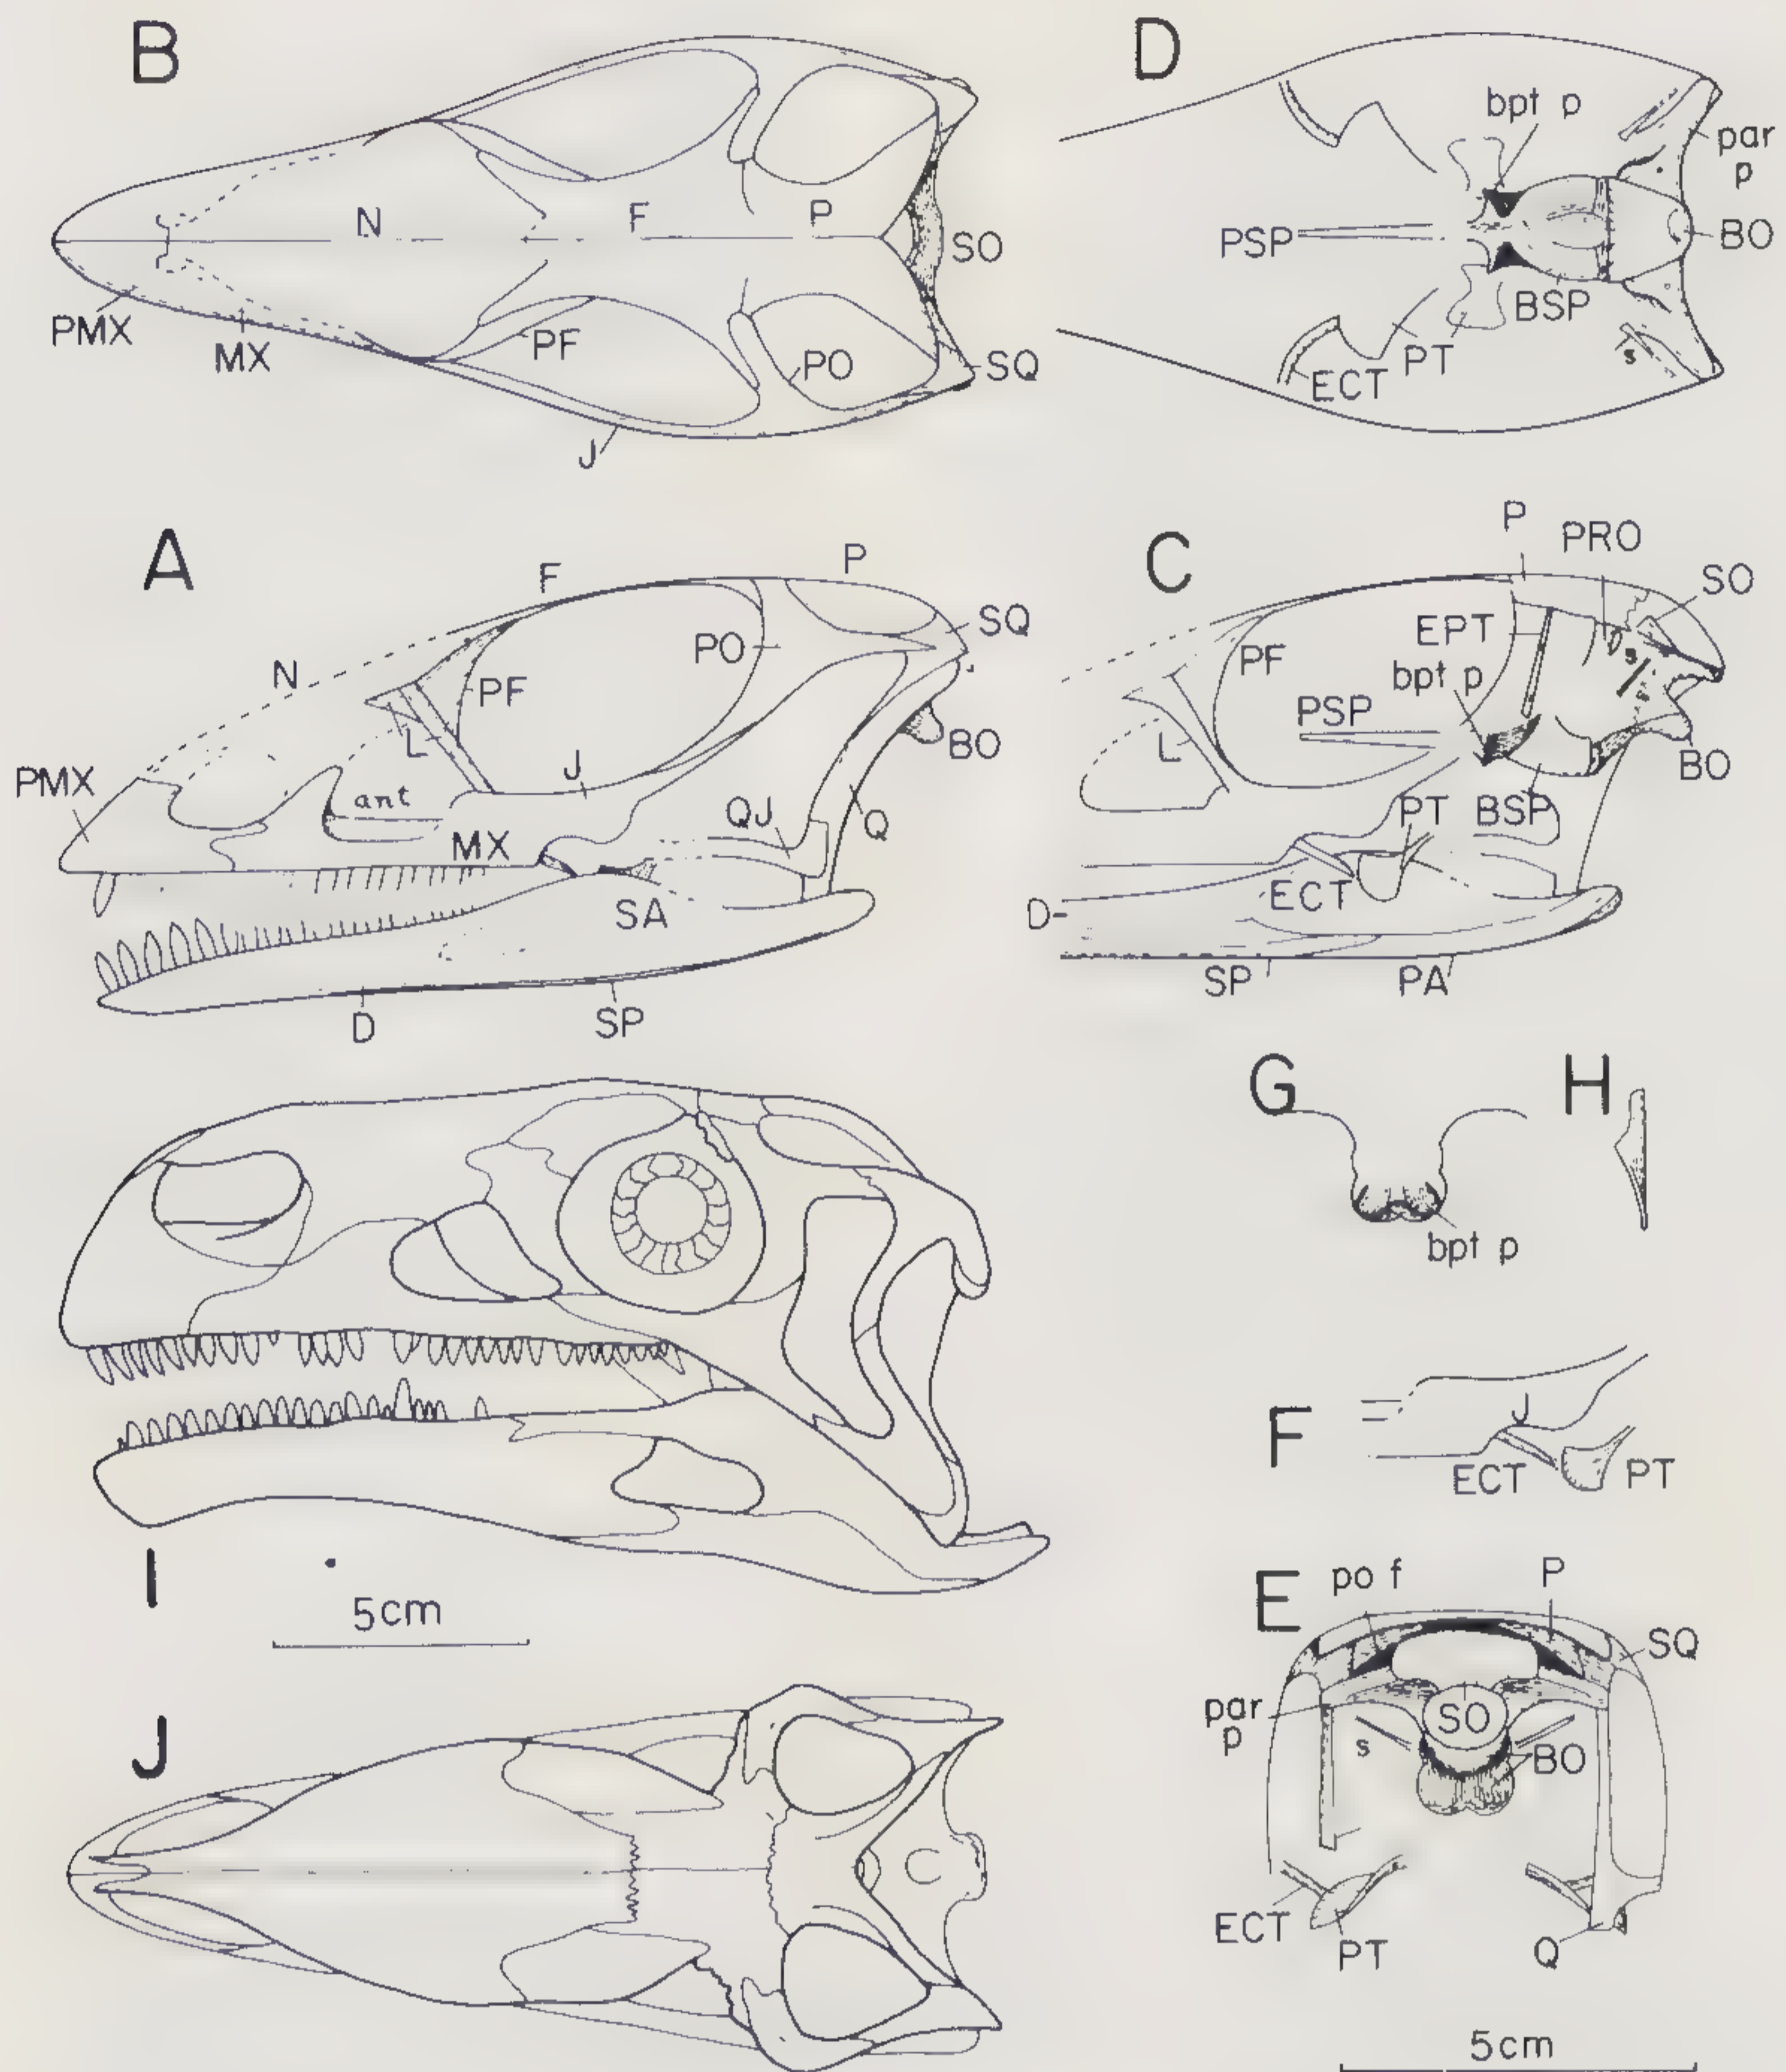 B
N
F
P
SO
PMX
MX
PF
PO
SQ
J
D
bpt p
par
p
PSP
BO
BSP
PT
ECT
s
A
F
P
SQ
PO
N
PF
L
BO
J
PMX
ant
QJ
Q
MX
SA
D
SP
C
P
PRO
SO
EPT
s
PF
bpt p
PSP
L
BO
PT
BSP
ECT
D
SP
PA
G
H
bpt p
F
J
ECT
PT
I
5cm
E
po f
P
SQ
par
p
SO
s
BO
ECT
PT
Q
J
5cm